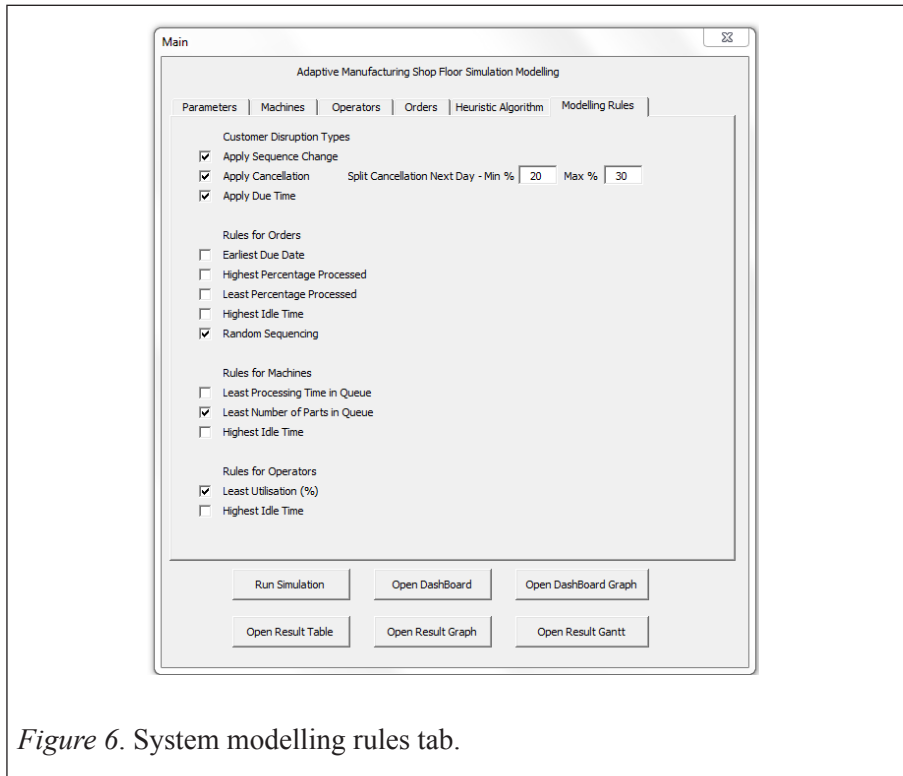 Main
Adaptive Manufacturing Shop Floor Simulation Modelling
Parameters Machines Operators Orders Heuristic Algorithm Modelling Rules
Customer Disruption Types
Apply Sequence Change
Apply Cancellation Split Cancellation Next Day - Min % 20 Max % 30
Apply Due Time
Rules for Orders
Earliest Due Date
Highest Percentage Processed
Least Percentage Processed
Highest Idle Time
Random Sequencing
Rules for Machines
Least Processing Time in Queue
Least Number of Parts in Queue
Highest Idle Time
Rules for Operators
Least Utilisation (%)
Highest Idle Time
Run Simulation Open DashBoard Open DashBoard Graph
Open Result Table Open Result Graph Open Result Gantt
Figure 6. System modelling rules tab.